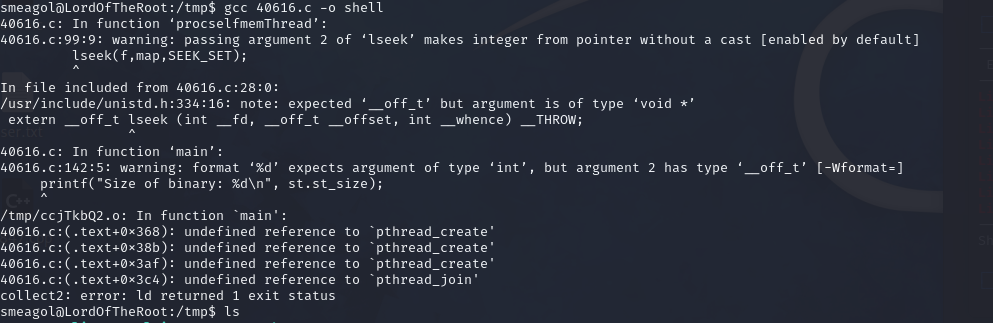 smeagol@LordOfTheRoot:/tmp$ gcc 40616.c -o shell
40616.c: In function ‘procselfmemThread’:
40616.c:99:9: warning: passing argument 2 of ‘lseek’ makes integer from pointer without a cast [enabled by default]
lseek(f,map,SEEK_SET);
^
In file included from 40616.c:28:0:
/usr/include/unistd.h:334:16: note: expected ‘__off_t’ but argument is of type ‘void *’
extern __off_t lseek (int __fd, __off_t __offset, int __whence) __THROW;
^
40616.c: In function ‘main’:
40616.c:142:5: warning: format ‘%d’ expects argument of type ‘int’, but argument 2 has type ‘__off_t’ [-Wformat=]
printf("Size of binary: %d\n", st.st_size);
^
/tmp/ccjTkbQ2.o: In function `main':
40616.c:(.text+0×368): undefined reference to `pthread_create'
40616.c:(.text+0×38b): undefined reference to `pthread_create'
40616.c:(.text+0×3af): undefined reference to `pthread_create'
40616.c:(.text+0×3c4): undefined reference to `pthread_join'
collect2: error: ld returned 1 exit status
smeagol@LordOfTheRoot:/tmp$ ls